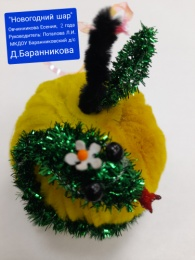 "Новогодний шар"
Овчинникова Есения, 2 года
Руководитель: Потапова Л.И.
МКДОУ Баранниковский д/с
Д.Баранникова